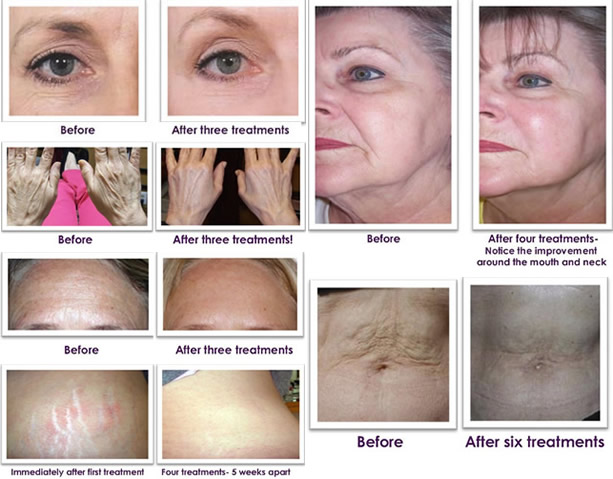 Before
After three treatments
Before
After three treatments!
Before
After four treatments-
Notice the improvement
around the mouth and neck
Before
After three treatments
Immediately after first treatment
Four treatments- 5 weeks apart
Before
After six treatments